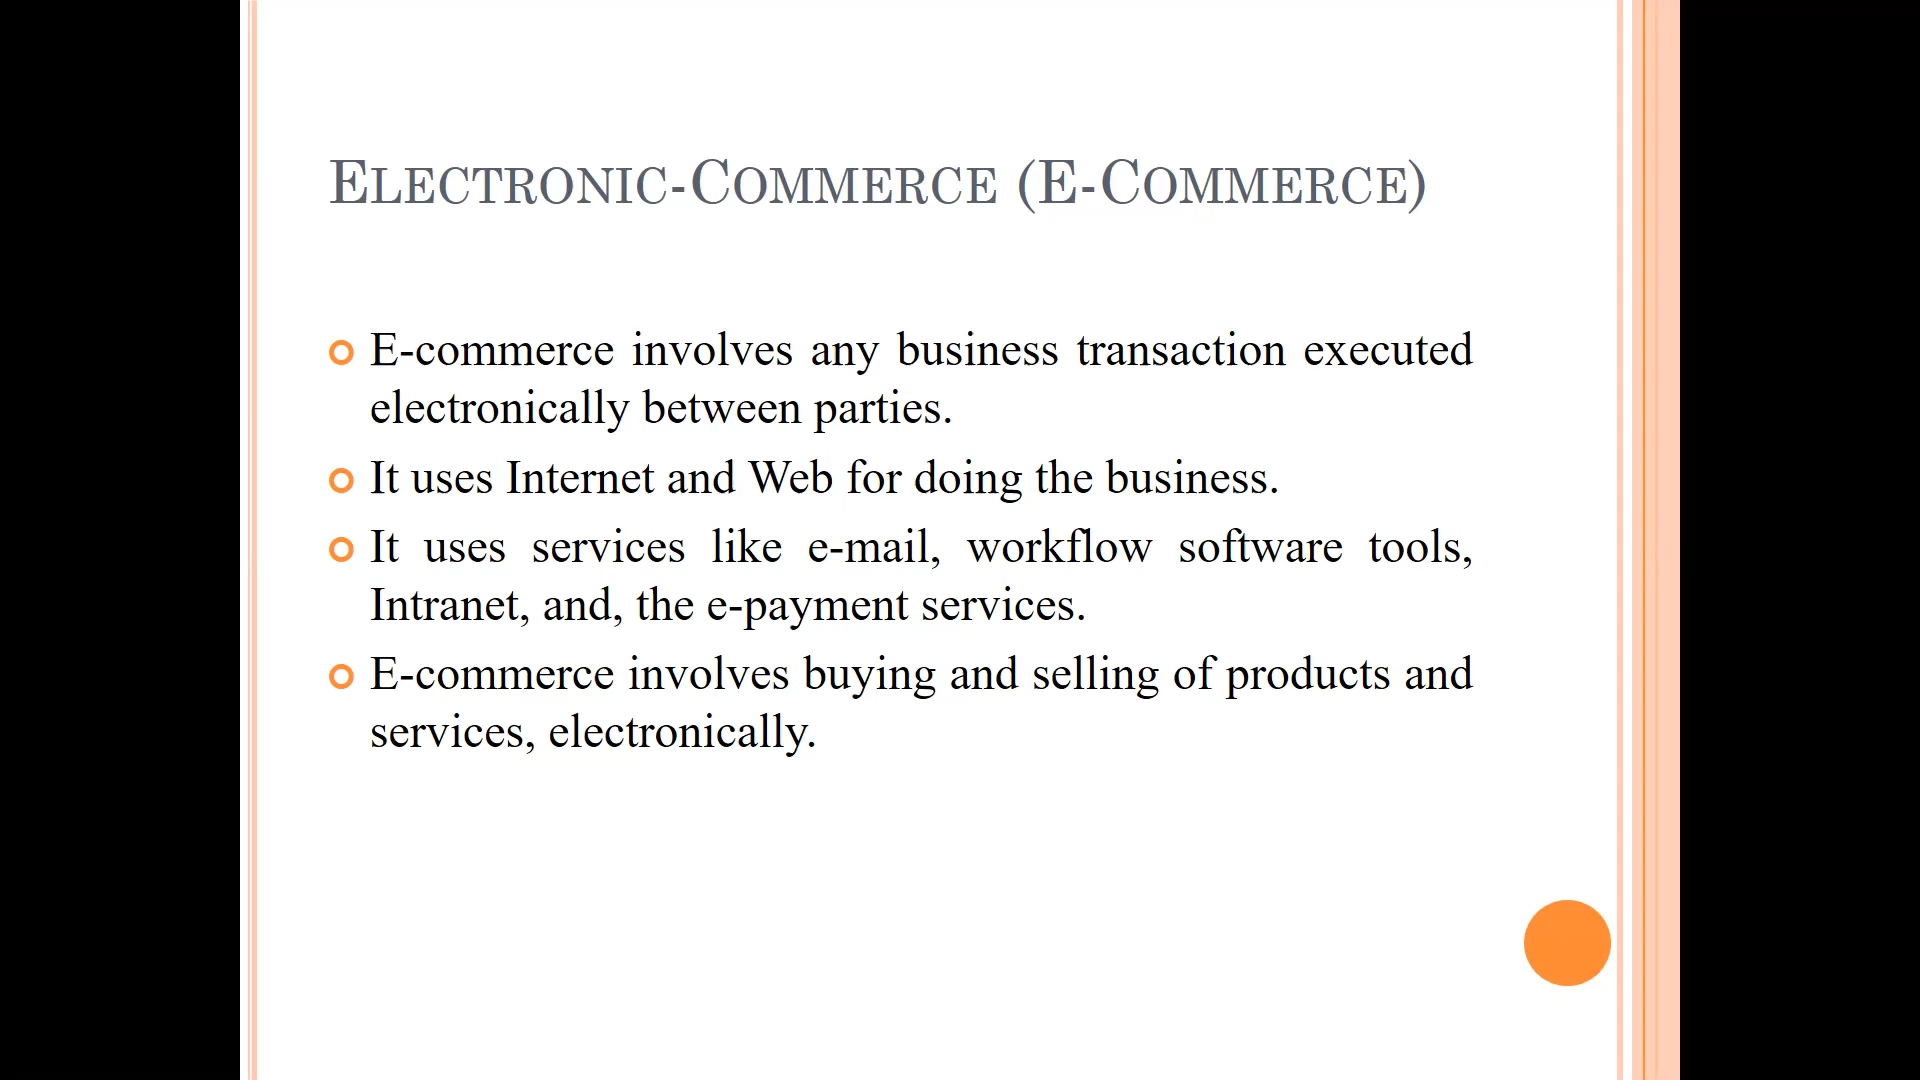 Electronic-Commerce (E-Commerce)
E-commerce involves any business transaction executed
electronically between parties.
It uses Internet and Web for doing the business.
It uses services like e-mail, workflow software tools,
Intranet, and, the e-payment services.
E-commerce involves buying and selling of products and
services, electronically.